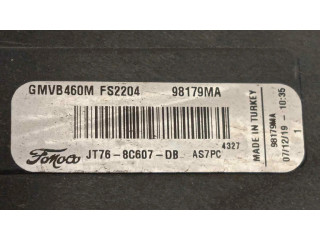 GMVB460M FS2204 98179MA
FoMoCo JT76-8C607-DB AS7PC 4327
MADE IN TURKEY
98179MA
07/12/19 - 10:35
1